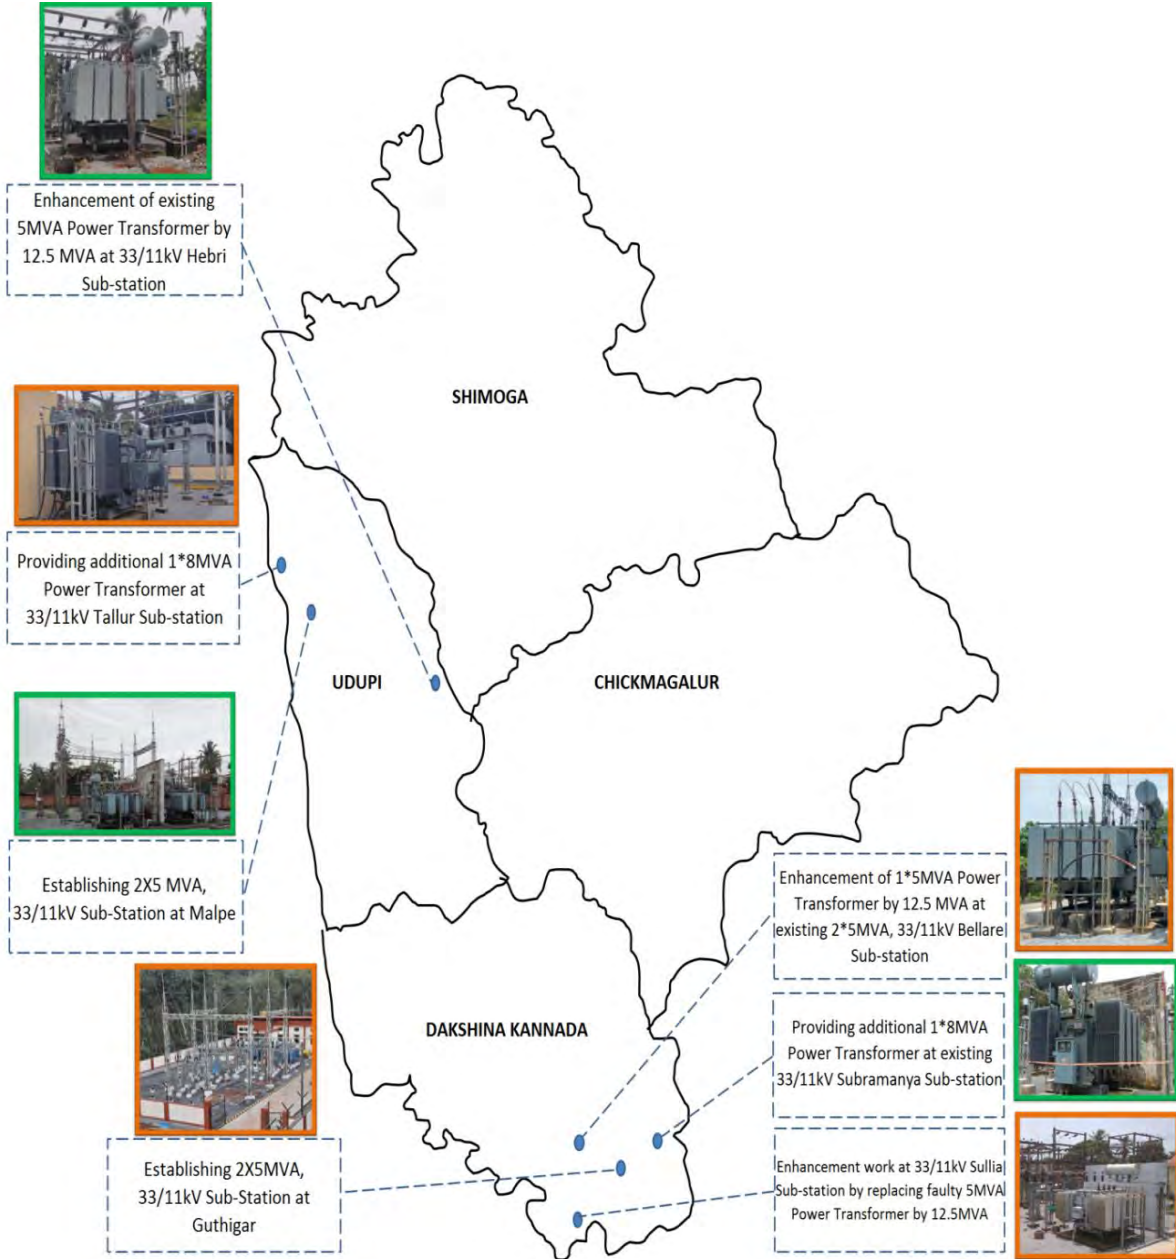 Enhancement of existing
5MVA Power Transformer by
12.5 MVA at 33/11kV Hebri
Sub-station
SHIMOGA
Providing additional 1*8MVA
Power Transformer at
33/11kV Tallur Sub-station
UDUPI
CHICKMAGALUR
Establishing 2X5 MVA,
33/11kV Sub-Station at Malpe
Enhancement of 1*5MVA Power
Transformer by 12.5 MVA at
existing 2*5MVA, 33/11kV Bellare
Sub-station
DAKSHINA KANNADA
Providing additional 1*8MVA
Power Transformer at existing
33/11kV Subramanya Sub-station
Establishing 2X5MVA,
33/11kV Sub-Station at
Guthigar
Enhancement work at 33/11kV Sullia
Sub-station by replacing faulty 5MVA
Power Transformer by 12.5MVA